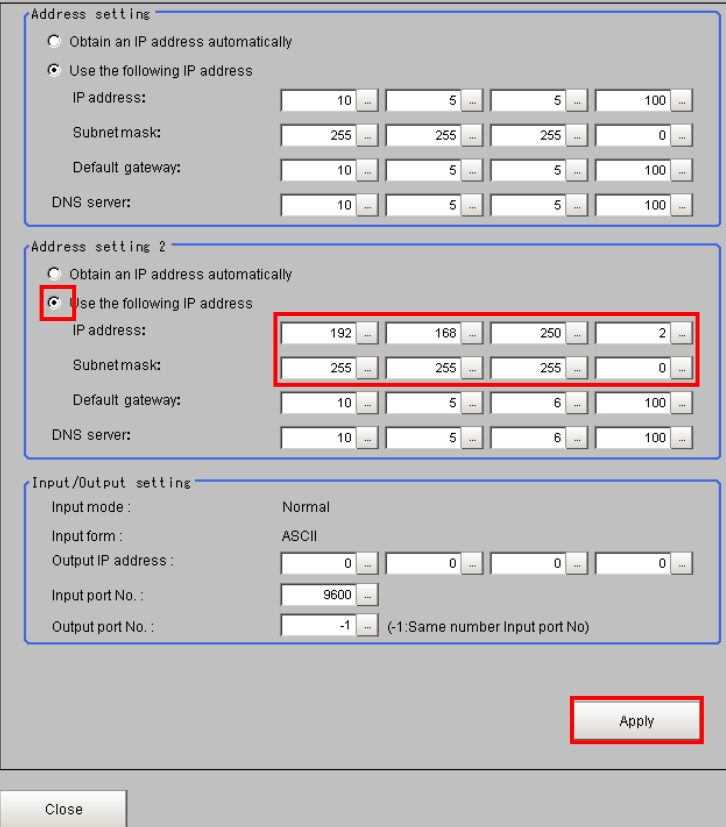 Address setting
Obtain an IP address automatically
Use the following IP address
IP address: 10 ... 5 ... 5 ... 100 ...
Subnet mask: 255 ... 255 ... 255 ... 0 ...
Default gateway: 10 ... 5 ... 5 ... 100 ...
DNS server: 10 ... 5 ... 5 ... 100 ...
Address setting 2
Obtain an IP address automatically
Use the following IP address
IP address: 192 ... 168 ... 250 ... 2 ...
Subnet mask: 255 ... 255 ... 255 ... 0 ...
Default gateway: 10 ... 5 ... 6 ... 100 ...
DNS server: 10 ... 5 ... 6 ... 100 ...
Input/Output setting
Input mode : Normal
Input form : ASCII
Output IP address : 0 ... 0 ... 0 ... 0 ...
Input port No. : 9600 ...
Output port No. : -1 ... (-1:Same number Input port No)
Apply
Close